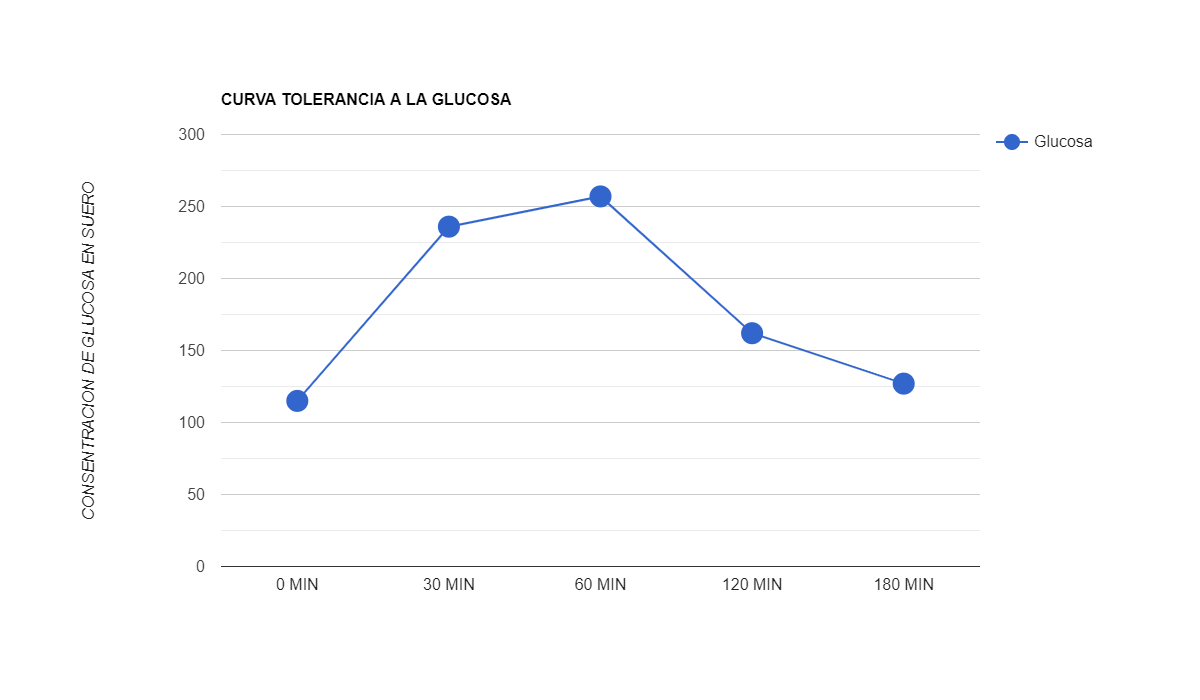 CURVA TOLERANCIA A LA GLUCOSA
Glucosa
CONSENTRACION DE GLUCOSA EN SUERO
300
250
200
150
100
50
0
0 MIN
30 MIN
60 MIN
120 MIN
180 MIN